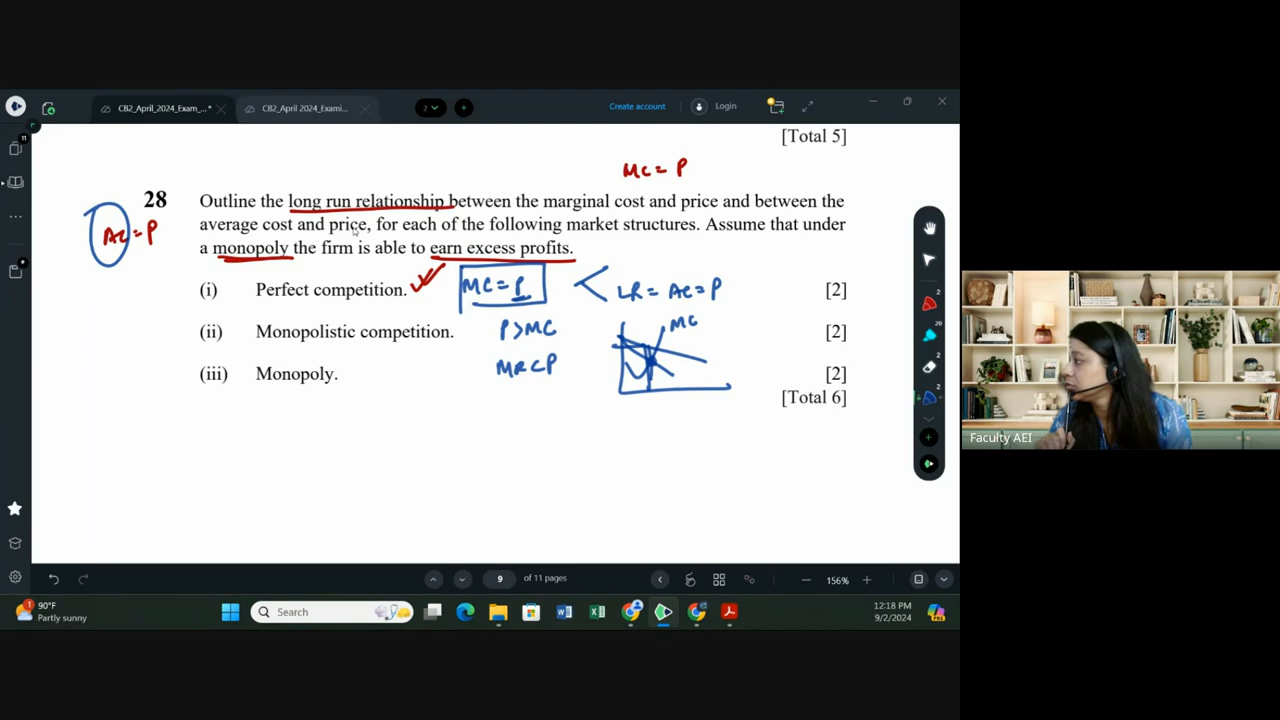 CB2_April_2024_Exam_...*
CB2_April 2024_Exami...
2
Create account
Login
[Total 5]
MC = P
28 Outline the long run relationship between the marginal cost and price and between the
average cost and price, for each of the following market structures. Assume that under
a monopoly the firm is able to earn excess profits.
AC = P
(i) Perfect competition. MC = P LR = AC = P [2]
(ii) Monopolistic competition. P > MC MC [2]
(iii) Monopoly. MR < P [2]
[Total 6]
Faculty AEI
9 of 11 pages
156%
90°F
Partly sunny
Search
12:18 PM
9/2/2024